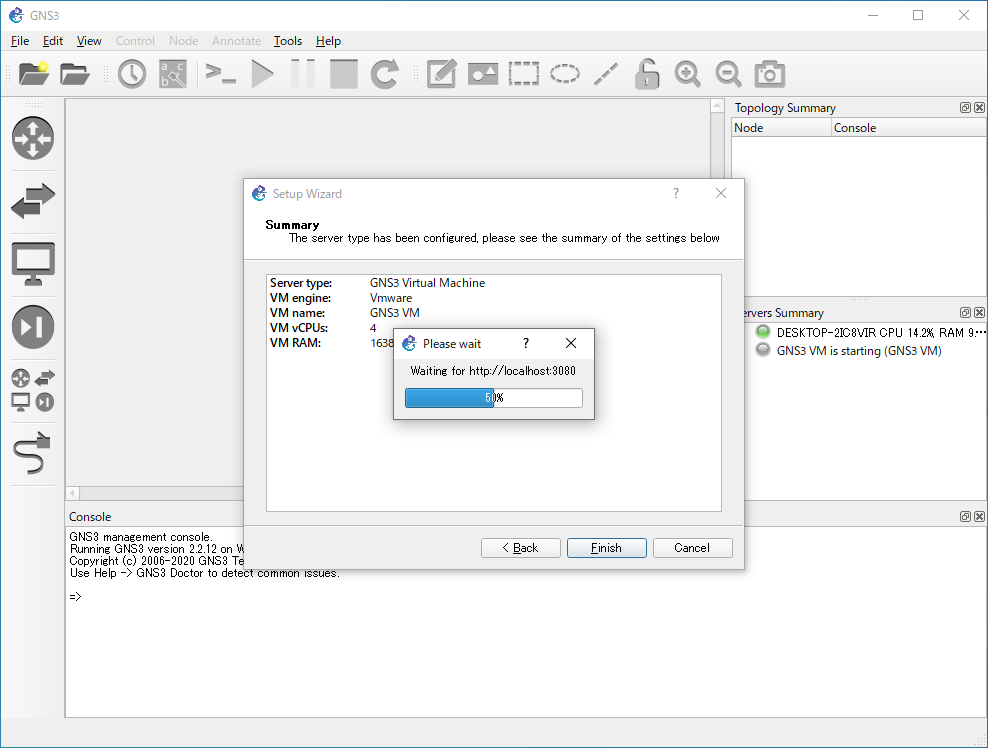 GNS3
File Edit View Control Node Annotate Tools Help
Topology Summary
Node Console
Setup Wizard
Summary
The server type has been configured, please see the summary of the settings below
Server type: GNS3 Virtual Machine
VM engine: Vmware
VM name: GNS3 VM
VM vCPUs: 4
VM RAM: 1638
Please wait
Waiting for http://localhost:3080
50%
< Back Finish Cancel
ervers Summary
DESKTOP-2IC8VIR CPU 14.2%, RAM 9...
GNS3 VM is starting (GNS3 VM)
Console
GNS3 management console.
Running GNS3 version 2.2.12 on W
Copyright (c) 2006-2020 GNS3 Te
Use Help -> GNS3 Doctor to detect common issues.
=>